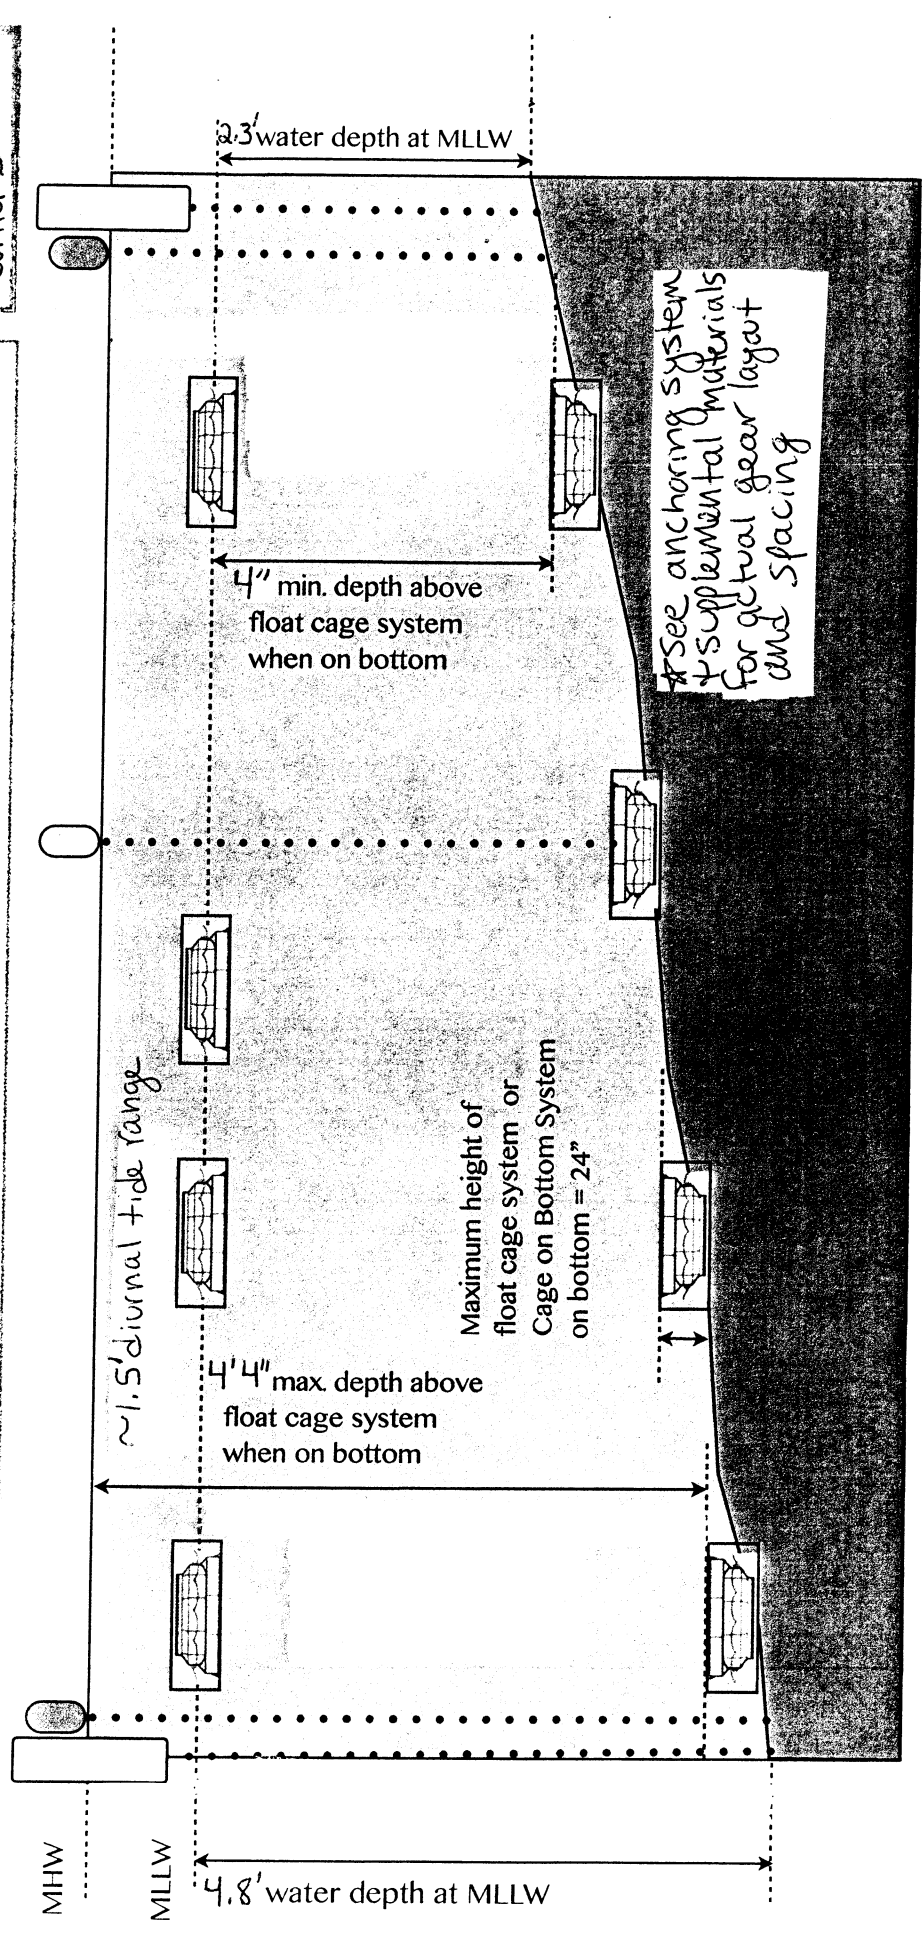 2.3' water depth at MLLW
4" min. depth above
float cage system
when on bottom
*See anchoring system
+ supplemental materials
for actual gear layout
and spacing
~1.5' diurnal tide range
Maximum height of
float cage system or
Cage on Bottom System
on bottom = 24"
4' 4" max. depth above
float cage system
when on bottom
MHW
MLLW
4.8' water depth at MLLW